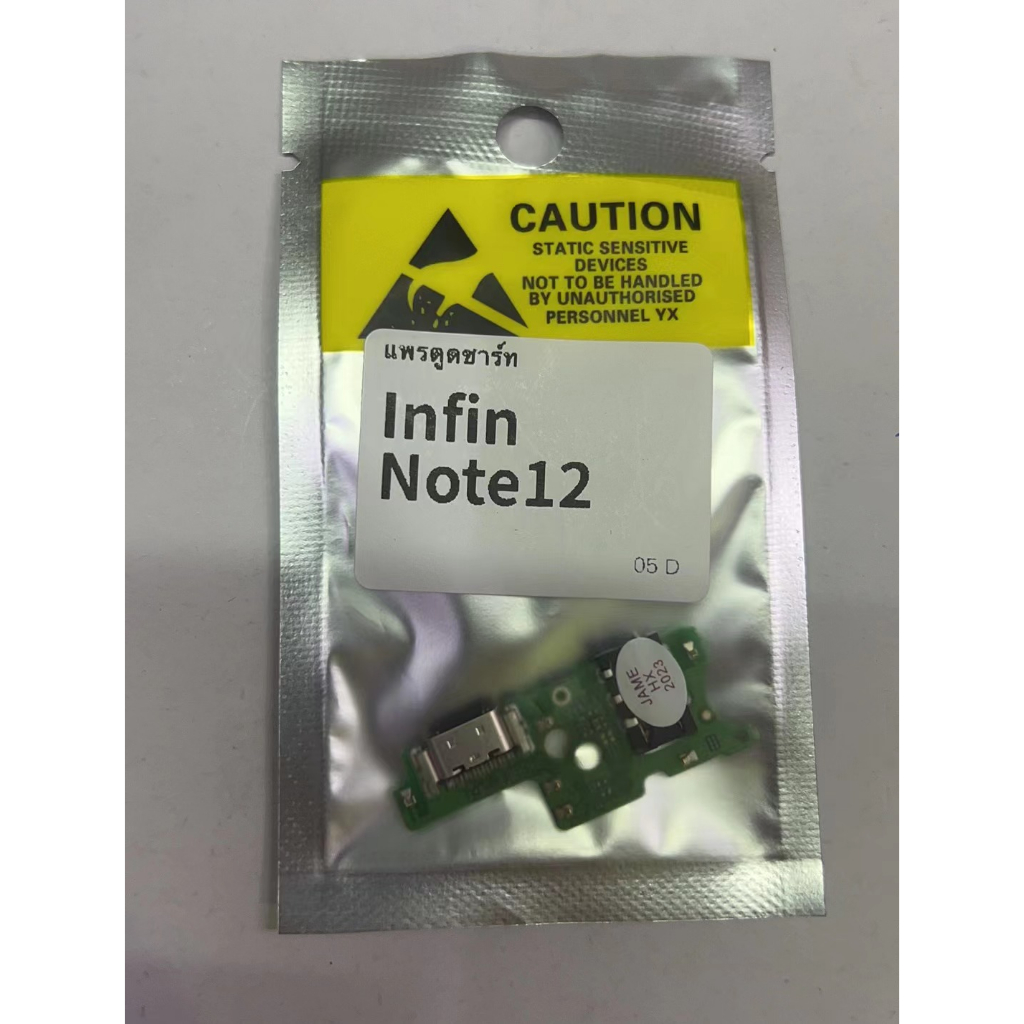 CAUTION
STATIC SENSITIVE
DEVICES
NOT TO BE HANDLED
BY UNAUTHORISED
PERSONNEL YX
แพรตูดชาร์ท
Infin
Note12
05 D
JAME
HX
2023